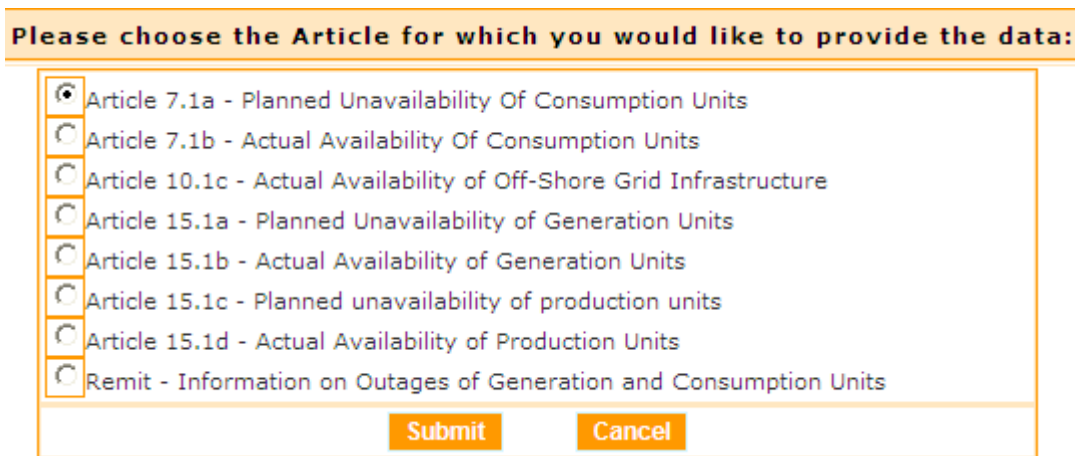 Please choose the Article for which you would like to provide the data:
Article 7.1a - Planned Unavailability Of Consumption Units
Article 7.1b - Actual Availability Of Consumption Units
Article 10.1c - Actual Availability of Off-Shore Grid Infrastructure
Article 15.1a - Planned Unavailability of Generation Units
Article 15.1b - Actual Availability of Generation Units
Article 15.1c - Planned unavailability of production units
Article 15.1d - Actual Availability of Production Units
Remit - Information on Outages of Generation and Consumption Units
Submit Cancel